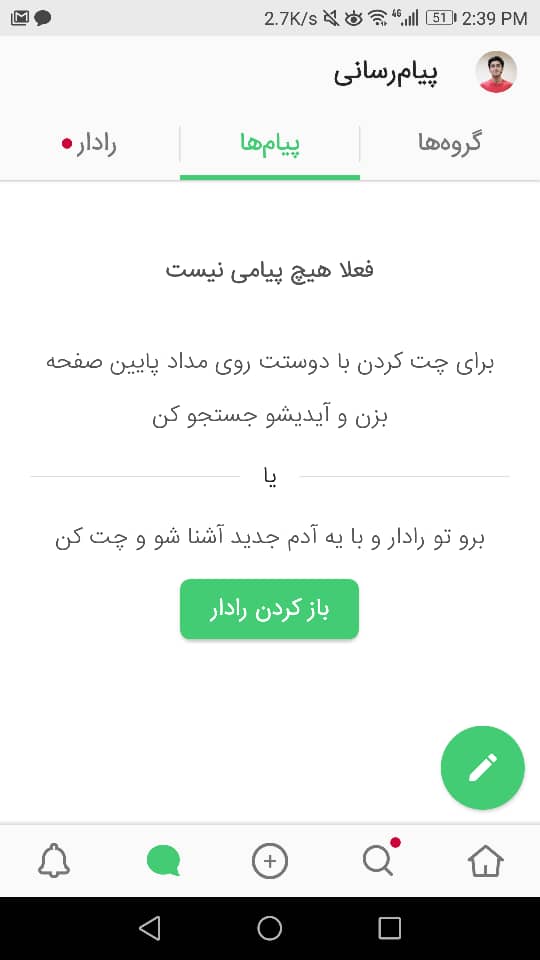 2.7K/s 4G 51 2:39 PM
پیام‌رسانی
گروه‌ها پیام‌ها رادار
فعلا هیچ پیامی نیست
برای چت کردن با دوستت روی مداد پایین صفحه
بزن و آیدیشو جستجو کن
یا
برو تو رادار و با یه آدم جدید آشنا شو و چت کن
باز کردن رادار